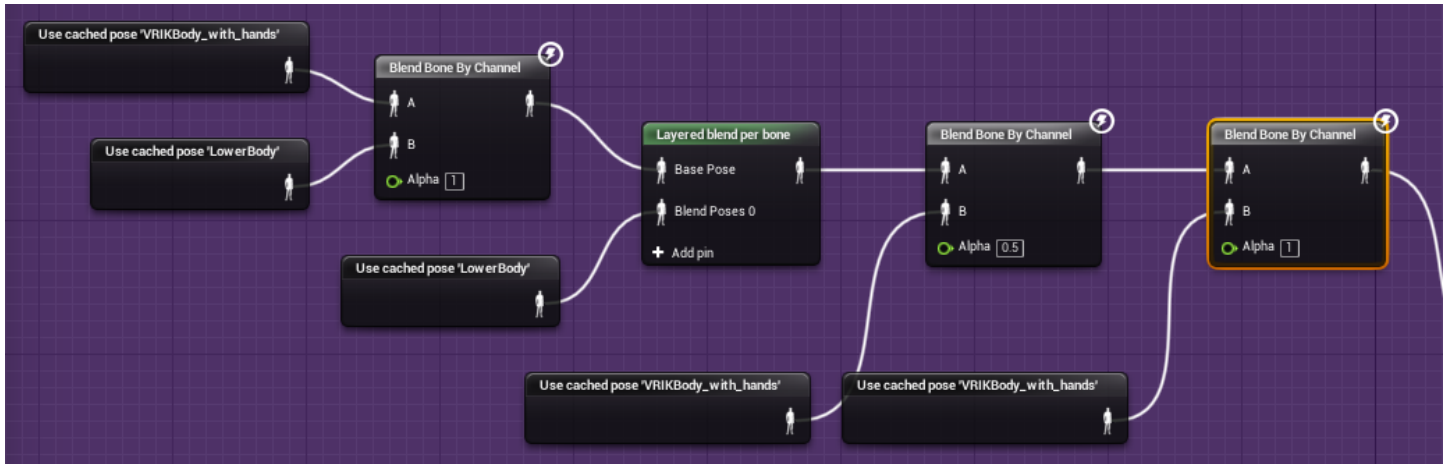 Use cached pose 'VRIKBody_with_hands'
Blend Bone By Channel
A
B
Alpha 1
Use cached pose 'LowerBody'
Layered blend per bone
Base Pose
Blend Poses 0
+ Add pin
Use cached pose 'LowerBody'
Blend Bone By Channel
A
B
Alpha 0.5
Blend Bone By Channel
A
B
Alpha 1
Use cached pose 'VRIKBody_with_hands'
Use cached pose 'VRIKBody_with_hands'